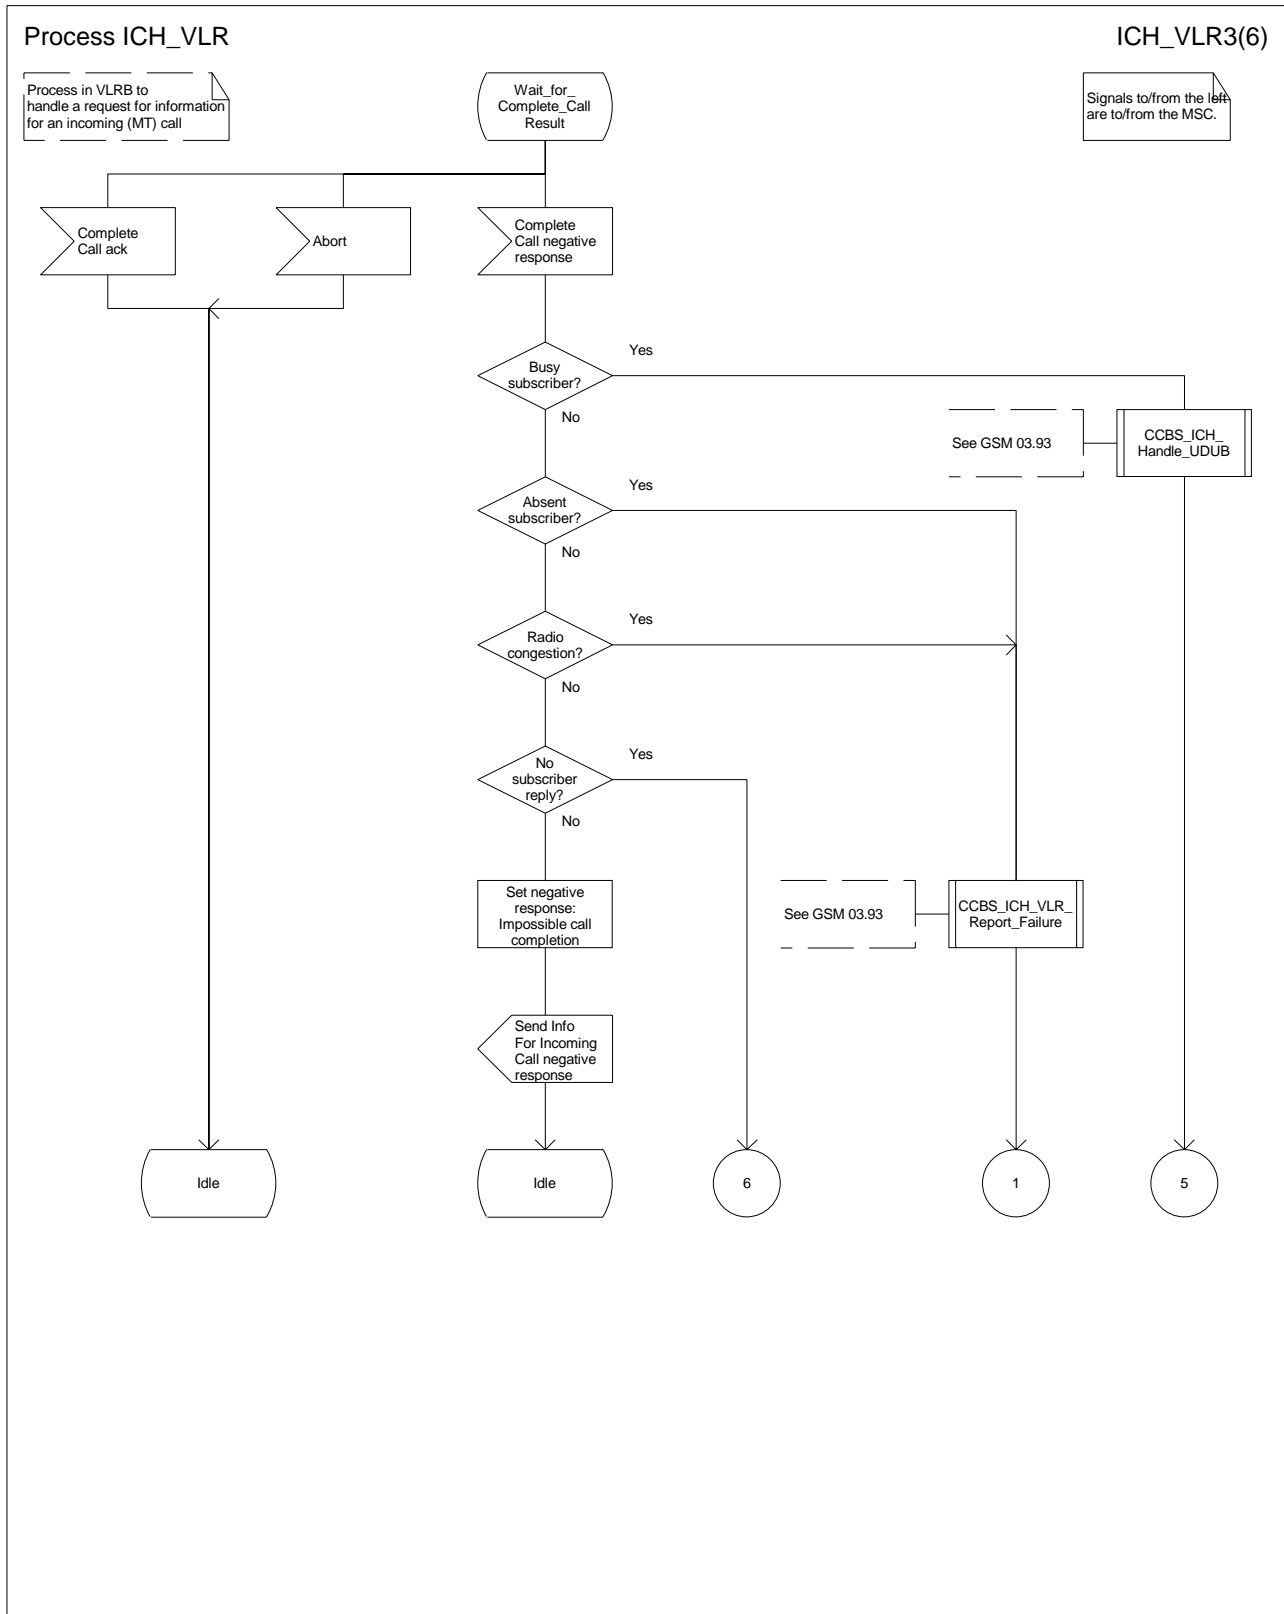 Process ICH_VLR
ICH_VLR3(6)
Process in VLRB to
handle a request for information
for an incoming (MT) call
Wait_for_
Complete_Call
Result
Signals to/from the left
are to/from the MSC.
Complete
Call ack
Abort
Complete
Call negative
response
Yes
Busy
subscriber?
No
See GSM 03.93
CCBS_ICH_
Handle_UDUB
Yes
Absent
subscriber?
No
Yes
Radio
congestion?
No
Yes
No
subscriber
reply?
No
Set negative
response:
Impossible call
completion
See GSM 03.93
CCBS_ICH_VLR_
Report_Failure
Send Info
For Incoming
Call negative
response
Idle
Idle
6
1
5